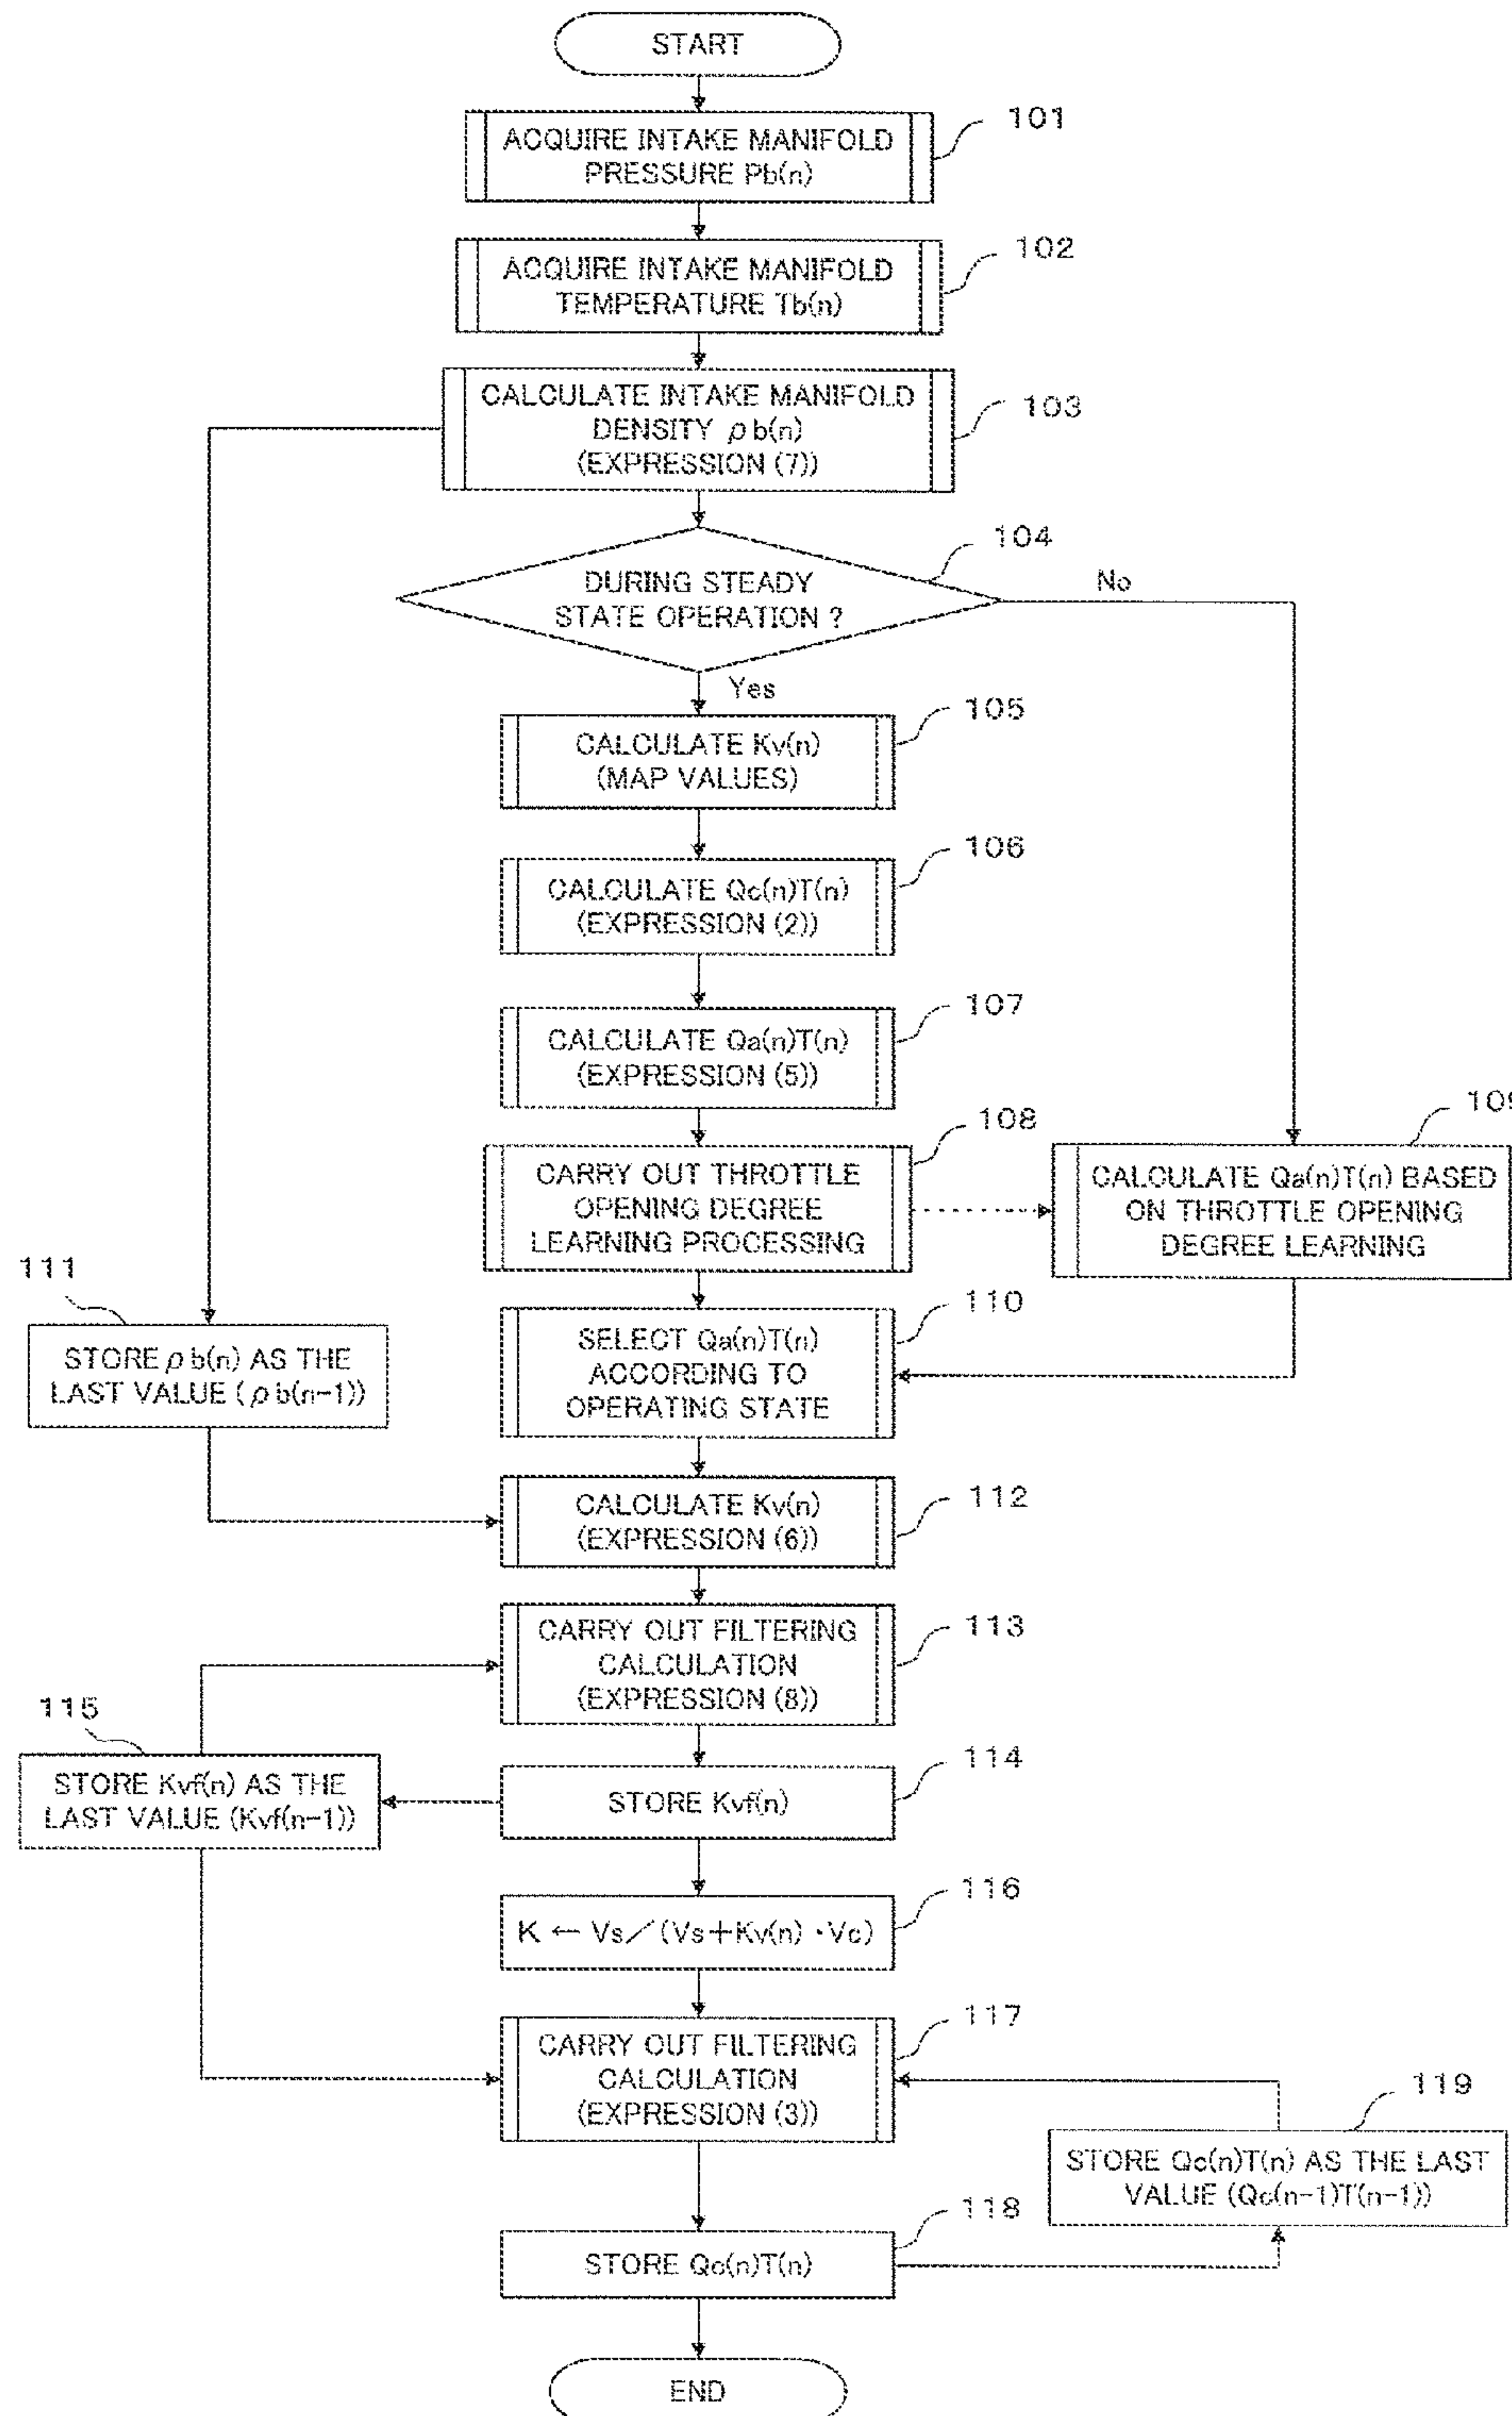 START
ACQUIRE INTAKE MANIFOLD
PRESSURE Pb(n)
101
ACQUIRE INTAKE MANIFOLD
TEMPERATURE Tb(n)
102
CALCULATE INTAKE MANIFOLD
DENSITY ρb(n)
(EXPRESSION (7))
103
DURING STEADY
STATE OPERATION ?
104
No
Yes
CALCULATE Kv(n)
(MAP VALUES)
105
CALCULATE Qc(n)T(n)
(EXPRESSION (2))
106
CALCULATE Qa(n)T(n)
(EXPRESSION (5))
107
CARRY OUT THROTTLE
OPENING DEGREE
LEARNING PROCESSING
108
CALCULATE Qa(n)T(n) BASED
ON THROTTLE OPENING
DEGREE LEARNING
109
SELECT Qa(n)T(n)
ACCORDING TO
OPERATING STATE
110
111
STORE ρb(n) AS THE
LAST VALUE (ρb(n-1))
CALCULATE Kv(n)
(EXPRESSION (6))
112
CARRY OUT FILTERING
CALCULATION
(EXPRESSION (8))
113
115
STORE Kvf(n) AS THE
LAST VALUE (Kvf(n-1))
STORE Kvf(n)
114
K ← Vs/(Vs+Kv(n)・Vc)
116
CARRY OUT FILTERING
CALCULATION
(EXPRESSION (3))
117
119
STORE Qc(n)T(n) AS THE LAST
VALUE (Qc(n-1)T(n-1))
STORE Qc(n)T(n)
118
END